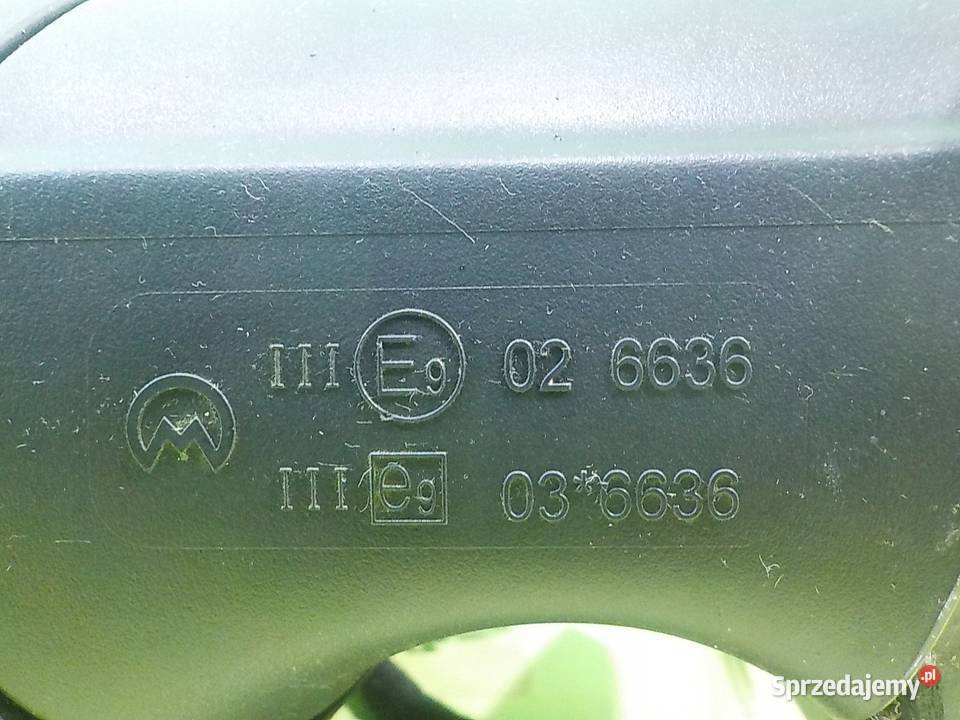 III E9 02 6636
M
III e9 03*6636
Sprzedajemy.pl